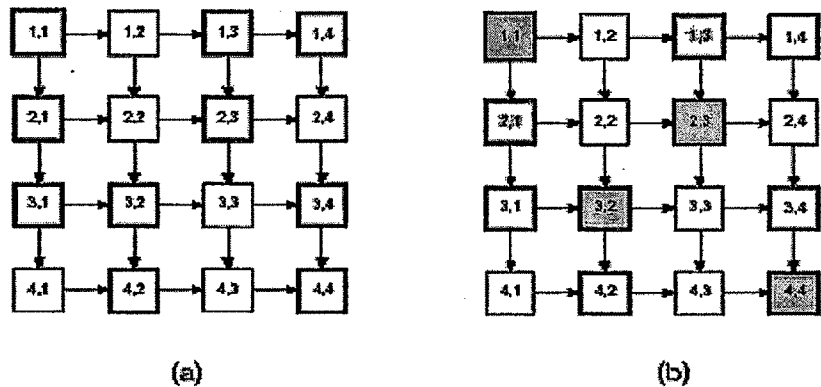 1,1 1,2 1,3 1,4 1,1 1,2 1,3 1,4
2,1 2,2 2,3 2,4 2,1 2,2 2,3 2,4
3,1 3,2 3,3 3,4 3,1 3,2 3,3 3,4
4,1 4,2 4,3 4,4 4,1 4,2 4,3 4,4
(a) (b)